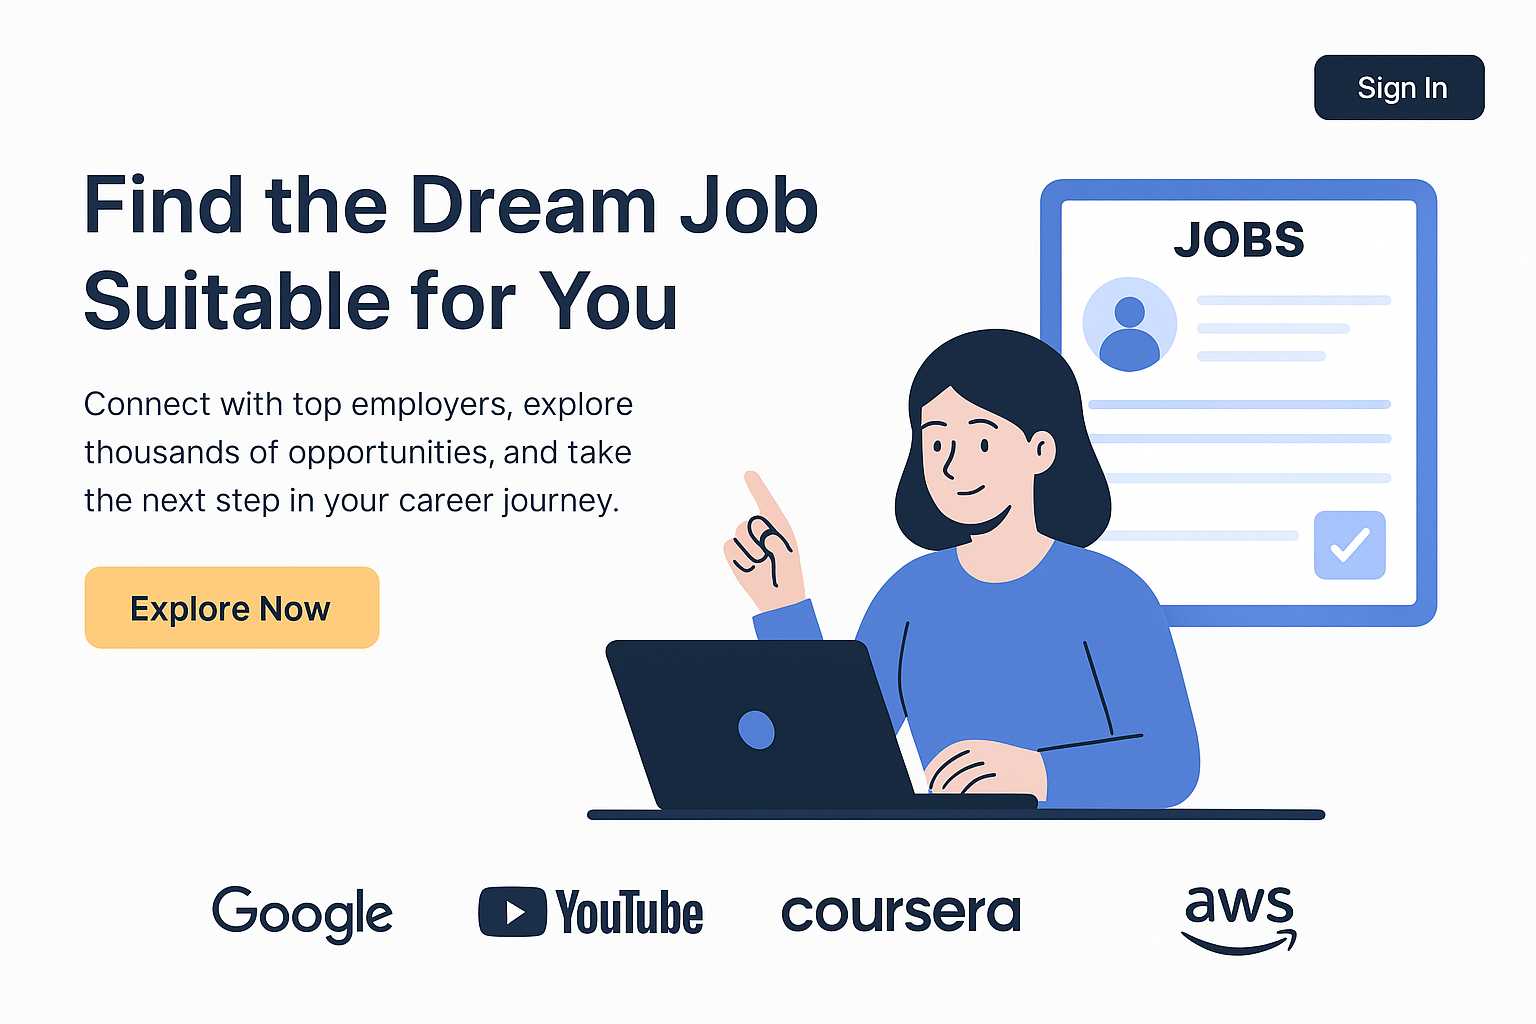 Sign In
Find the Dream Job
Suitable for You
JOBS
Connect with top employers, explore
thousands of opportunities, and take
the next step in your career journey.
Explore Now
Google
YouTube
coursera
aws